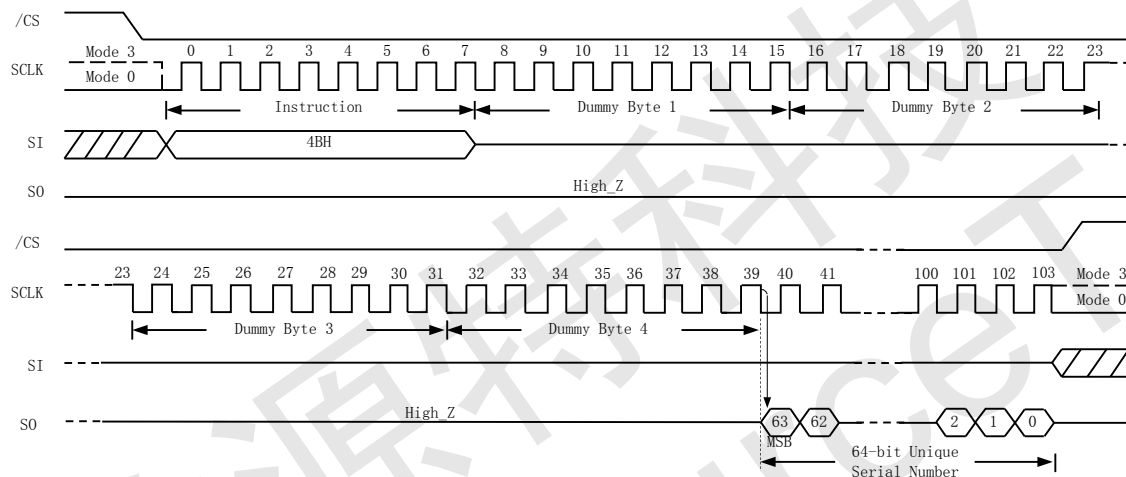 /CS
Mode 3 0 1 2 3 4 5 6 7 8 9 10 11 12 13 14 15 16 17 18 19 20 21 22 23
SCLK
Mode 0
Instruction Dummy Byte 1 Dummy Byte 2
SI 4BH
SO High_Z
/CS
23 24 25 26 27 28 29 30 31 32 33 34 35 36 37 38 39 40 41 100 101 102 103 Mode 3
SCLK Mode 0
Dummy Byte 3 Dummy Byte 4
SI
SO High_Z 63 62 2 1 0
MSB
64-bit Unique
Serial Number
源特科技